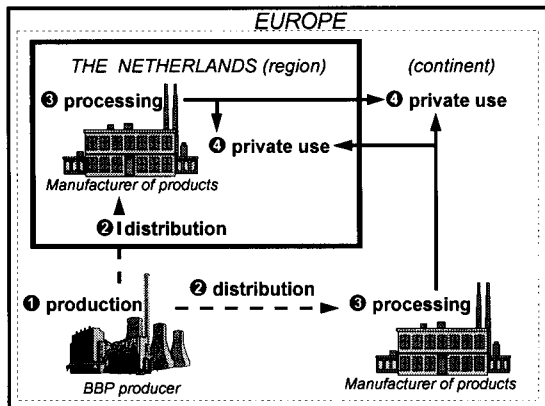 EUROPE
THE NETHERLANDS (region)
(continent)
❸ processing
❹ private use
❹ private use
Manufacturer of products
❷ distribution
❶ production
❷ distribution
❸ processing
BBP producer
Manufacturer of products